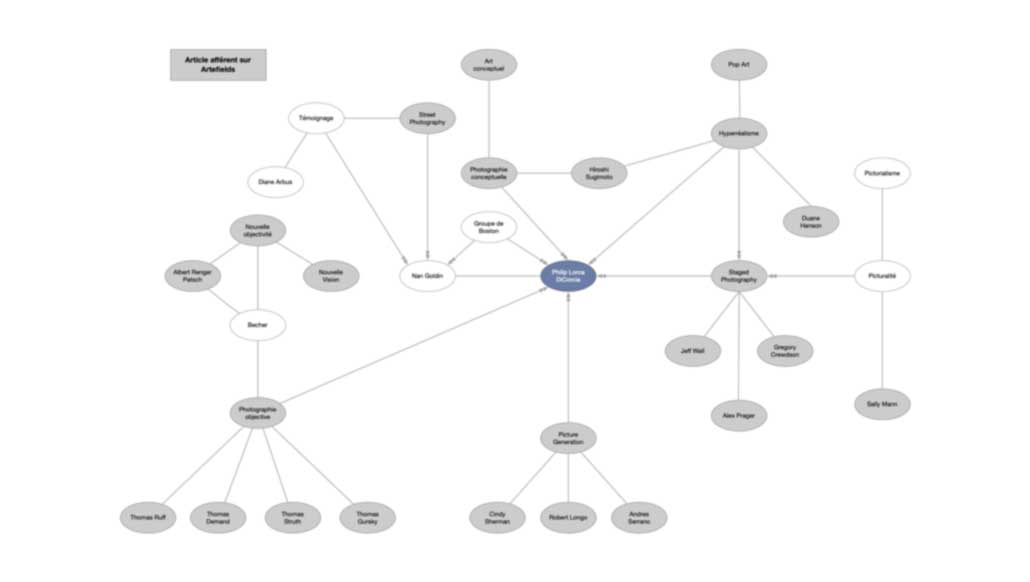 Article afférent sur
Artefields
Art
conceptuel
Pop Art
Témoignage
Street
Photography
Hyperréalisme
Photographie
conceptuelle
Hiroshi
Sugimoto
Pictorialisme
Diane Arbus
Duane
Hanson
Nouvelle
objectivité
Groupe de
Boston
Albert Renger
Patsch
Nouvelle
Vision
Nan Goldin
Philip Lorca
DiCorcia
Staged
Photography
Picturalité
Becher
Jeff Wall
Gregory
Crewdson
Photographie
objective
Alex Prager
Sally Mann
Picture
Generation
Thomas Ruff
Thomas
Demand
Thomas
Struth
Thomas
Gursky
Cindy
Sherman
Robert Longo
Andres
Serrano